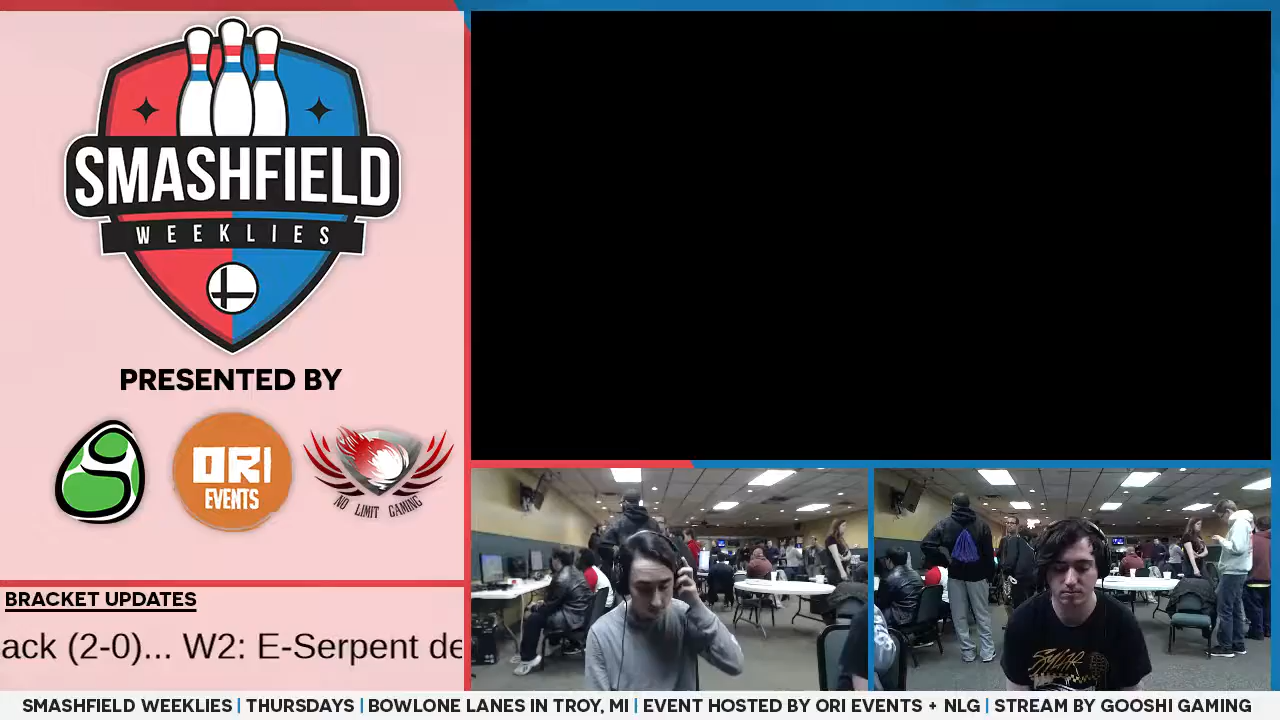 SMASHFIELD
WEEKLIES
PRESENTED BY
ORI
EVENTS
NO LIMIT GAMING
BRACKET UPDATES
ack (2-0)... W2: E-Serpent de
SMASHFIELD WEEKLIES | THURSDAYS | BOWLONE LANES IN TROY, MI | EVENT HOSTED BY ORI EVENTS + NLG | STREAM BY GOOSHI GAMING